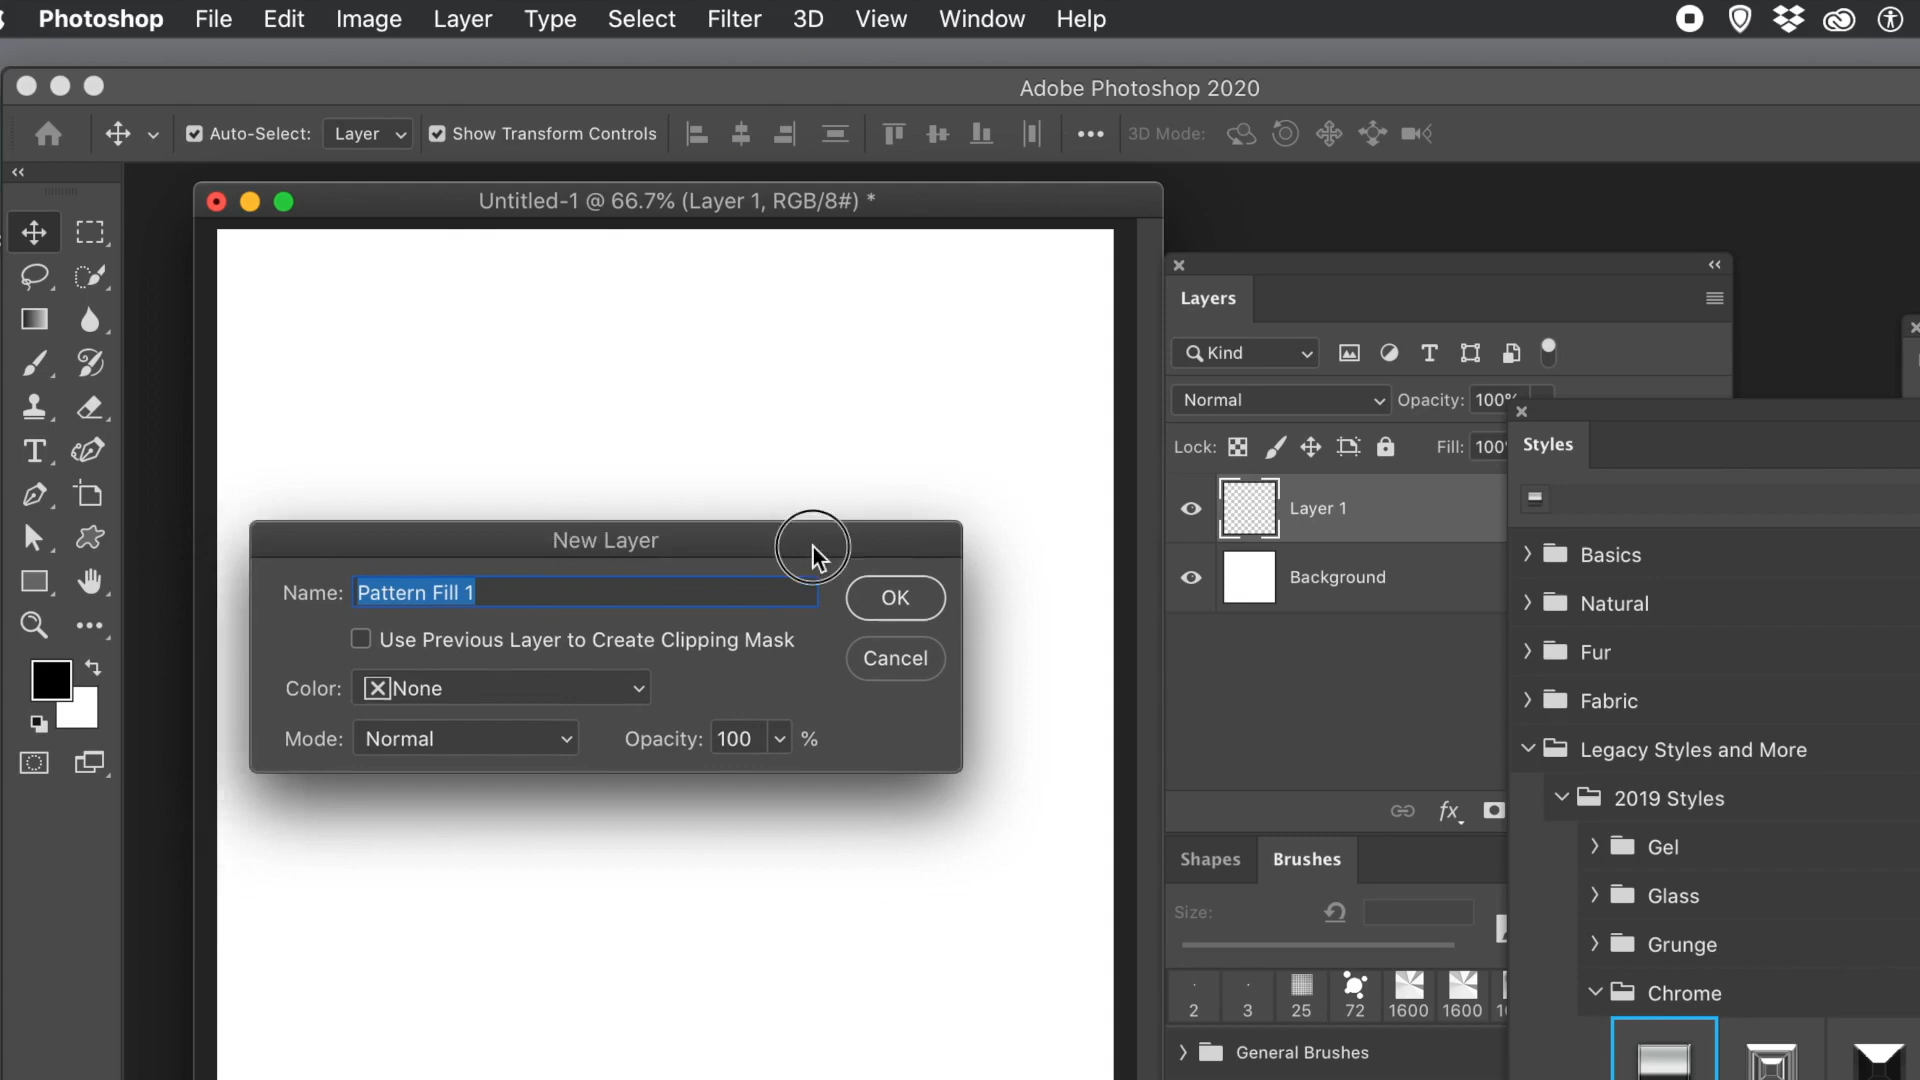 Photoshop File Edit Image Layer Type Select Filter 3D View Window Help
Adobe Photoshop 2020
Auto-Select: Layer Show Transform Controls 3D Mode:
Untitled-1 @ 66.7% (Layer 1, RGB/8#) *
Layers
Kind
Normal Opacity: 100%
Lock: Fill: 100
Layer 1
Background
New Layer
Name: Pattern Fill 1
OK
Use Previous Layer to Create Clipping Mask
Cancel
Color: None
Mode: Normal Opacity: 100 %
Styles
Basics
Natural
Fur
Fabric
Legacy Styles and More
2019 Styles
Gel
Glass
Grunge
Chrome
Shapes Brushes
Size:
2 3 25 72 1600 1600
General Brushes